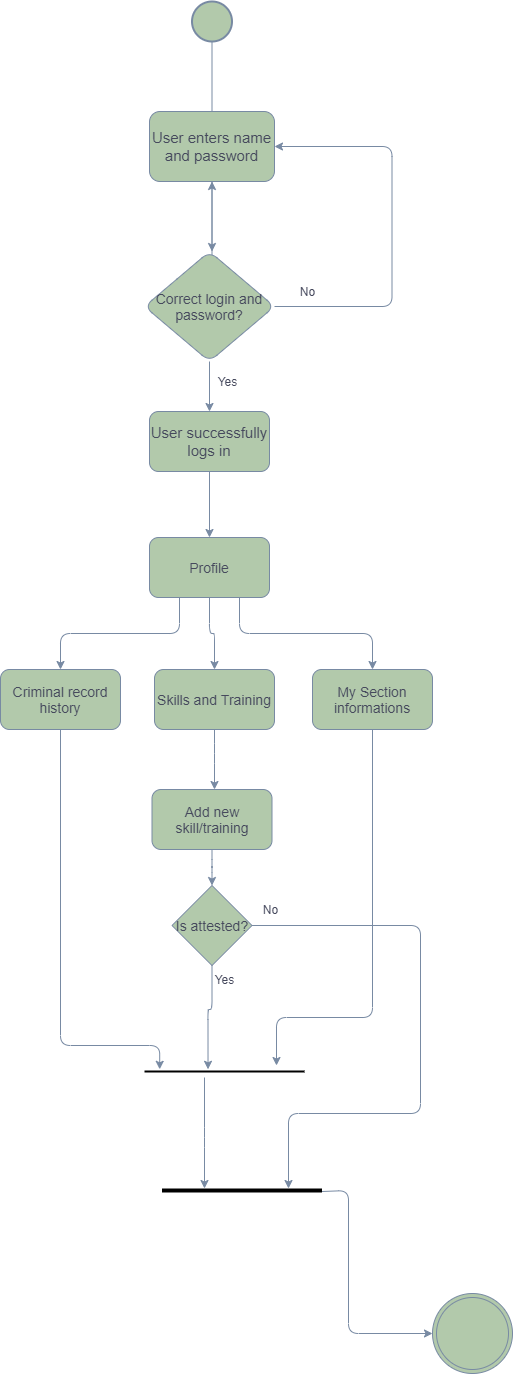 User enters name
and password
Correct login and
password?
No
Yes
User successfully
logs in
Profile
Criminal record
history
Skills and Training
My Section
informations
Add new
skill/training
Is attested?
No
Yes